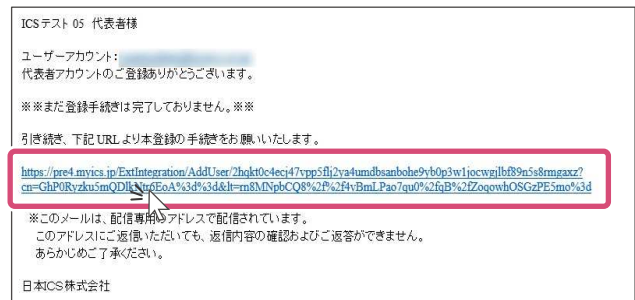 ICSテスト 05 代表者様
ユーザーアカウント：
代表者アカウントのご登録ありがとうございます。
※※まだ登録手続きは完了しておりません。※※
引き続き、下記 URL より本登録の手続きをお願いいたします。
https://pre4.myics.jp/ExtIntegration/AddUser/2hqkt0c4ecj47vpp5flj2ya4umdbsanbohe9vb0p3w1jocwgjlbf89n5s8mgaxz?
※このメールは、配信専用のアドレスで配信されています。
このアドレスにご返信いただいても、返信内容の確認およびご返答ができません。
あらかじめご了承ください。
日本ICS株式会社